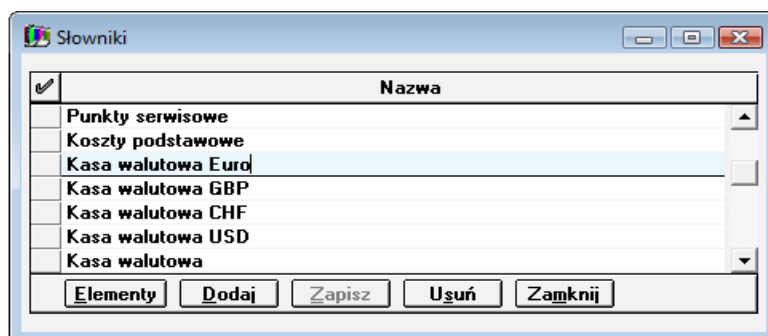 Słowniki
Nazwa
Punkty serwisowe
Koszty podstawowe
Kasa walutowa Euro
Kasa walutowa GBP
Kasa walutowa CHF
Kasa walutowa USD
Kasa walutowa
Elementy Dodaj Zapisz Usuń Zamknij